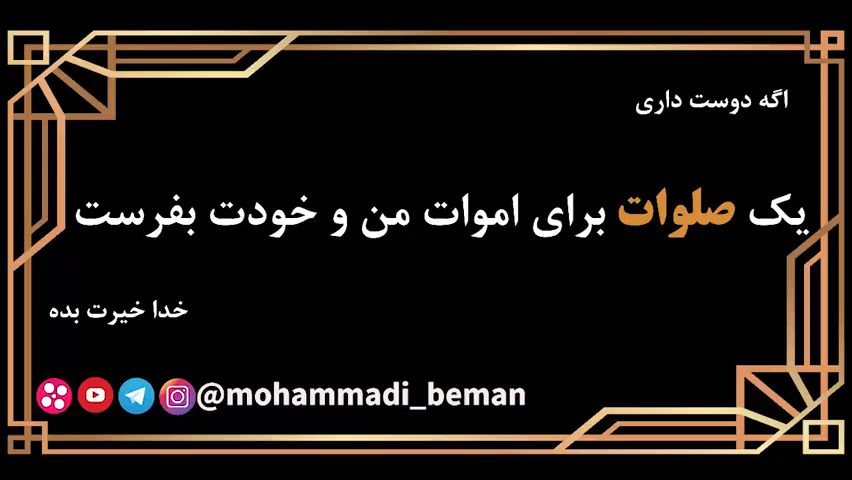 اگه دوست داری
یک صلوات برای اموات من و خودت بفرست
خدا خیرت بده
@mohammadi_beman